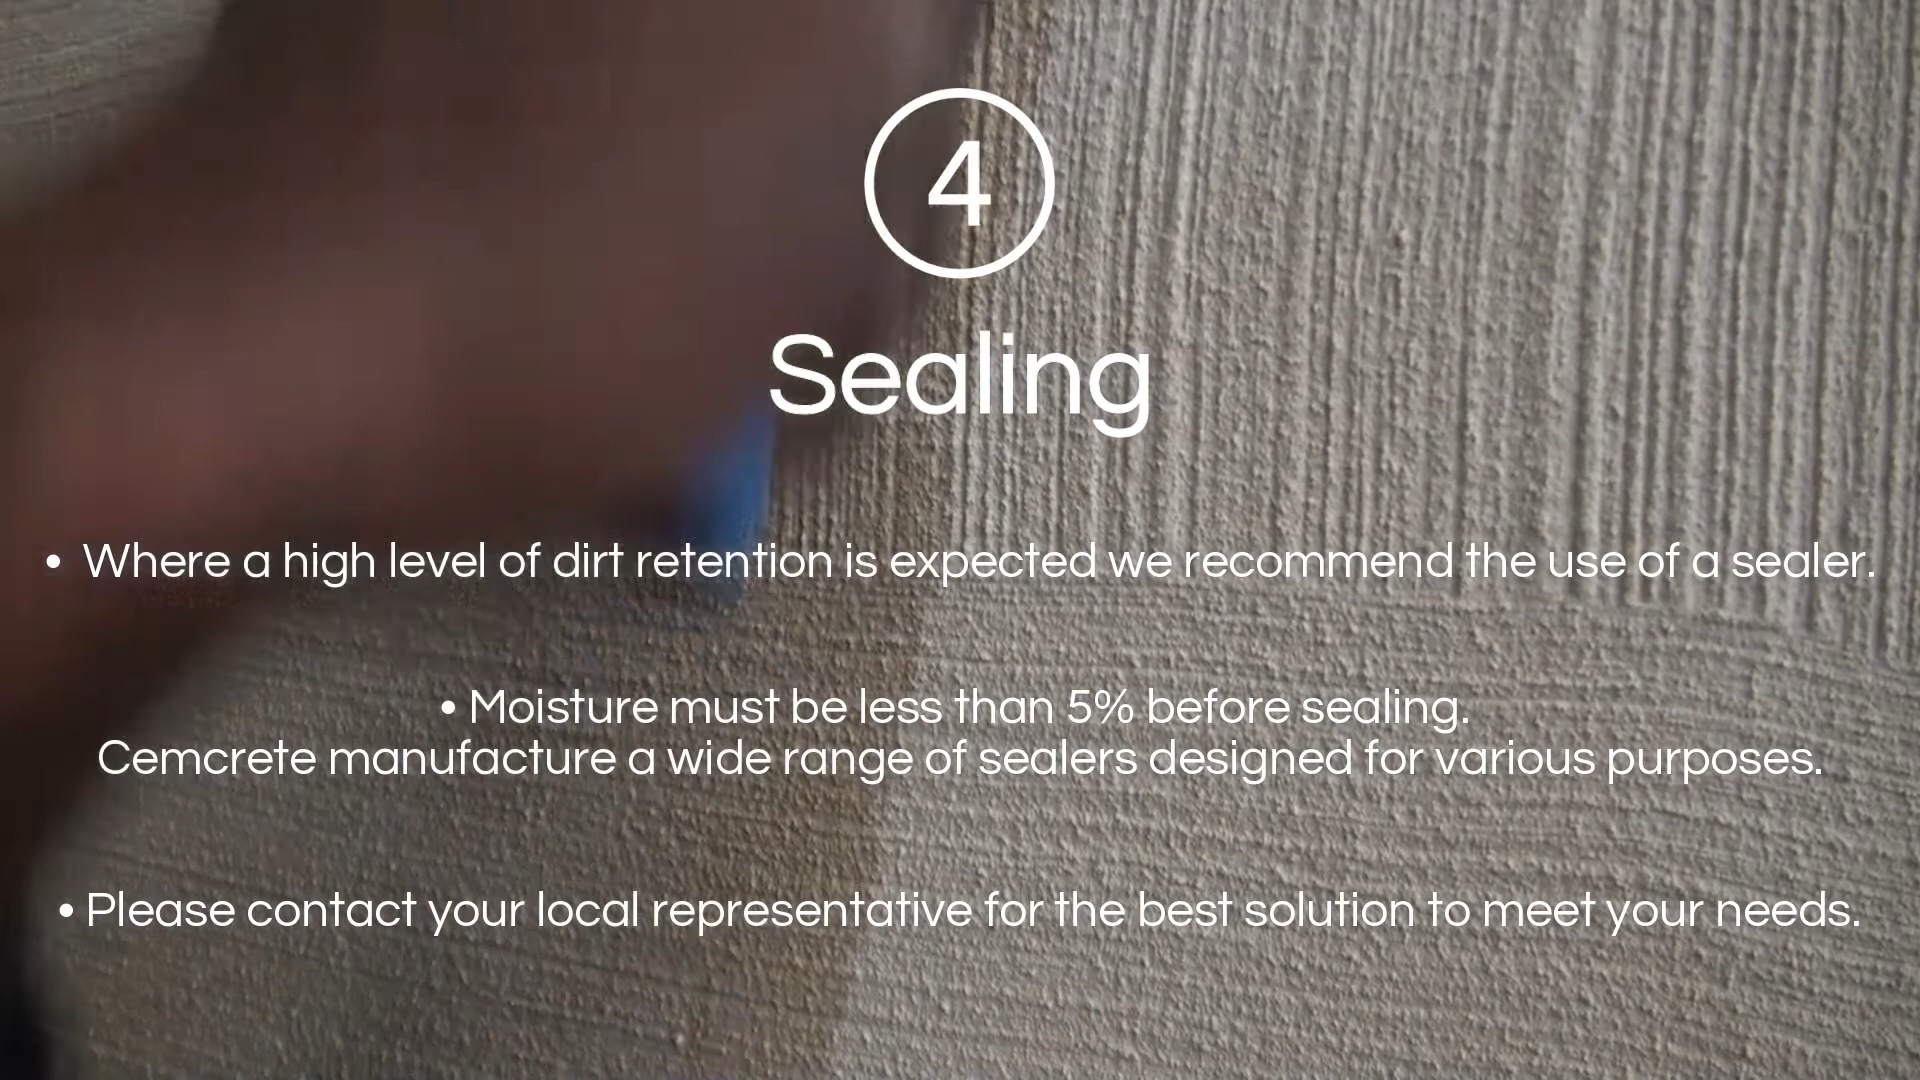 4
Sealing
• Where a high level of dirt retention is expected we recommend the use of a sealer.
• Moisture must be less than 5% before sealing.
Cemcrete manufacture a wide range of sealers designed for various purposes.
• Please contact your local representative for the best solution to meet your needs.